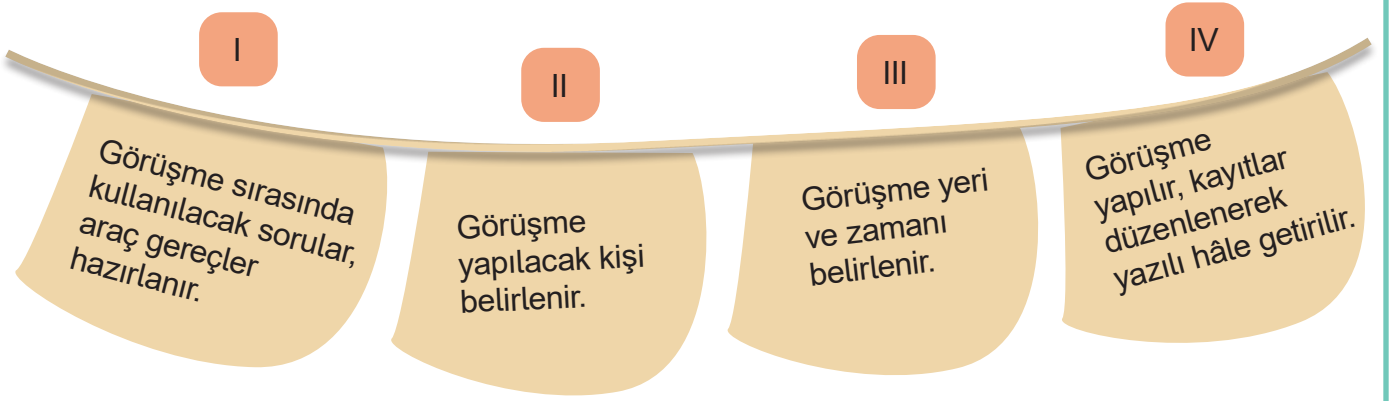 I
Görüşme sırasında
kullanılacak sorular,
araç gereçler
hazırlanır.
II
Görüşme
yapılacak kişi
belirlenir.
III
Görüşme yeri
ve zamanı
belirlenir.
IV
Görüşme
yapılır, kayıtlar
düzenlenerek
yazılı hâle getirilir.